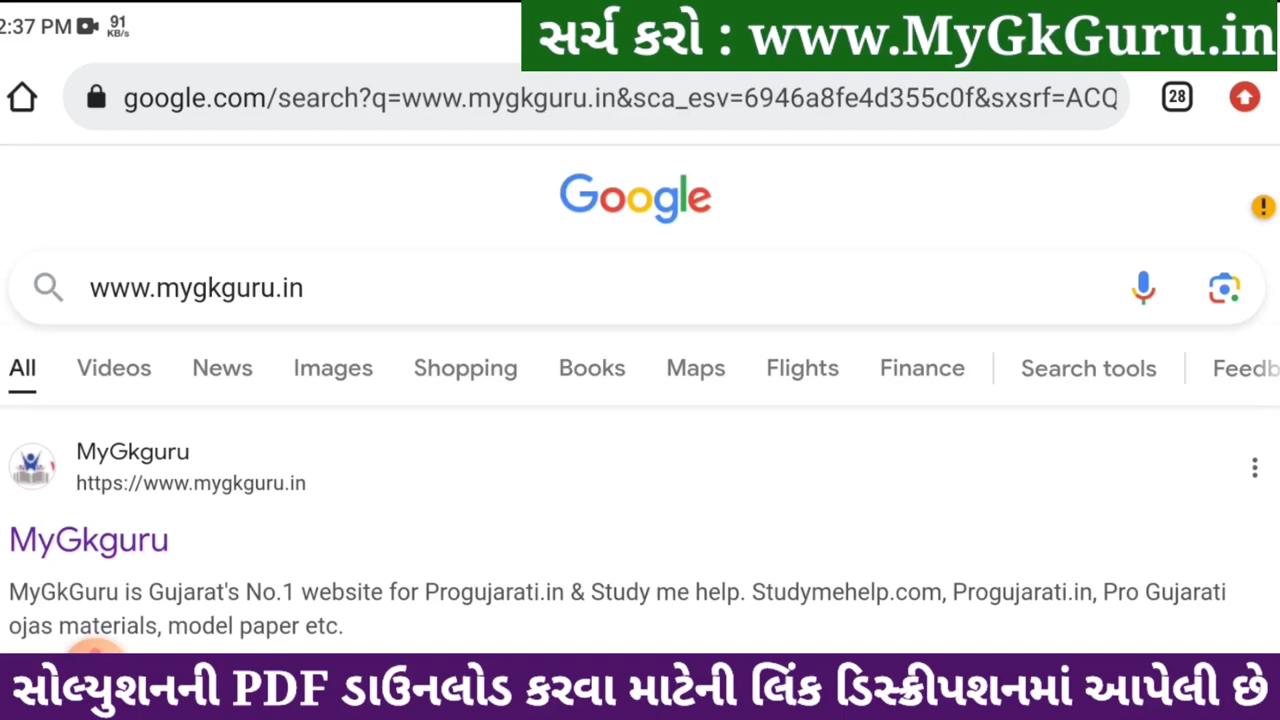 2:37 PM 91 KB/s
સર્ચ કરો : www.MyGkGuru.in
google.com/search?q=www.mygkguru.in&sca_esv=6946a8fe4d355c0f&sxsrf=ACQ
28
Google
www.mygkguru.in
All Videos News Images Shopping Books Maps Flights Finance Search tools Feedb
MyGkguru
https://www.mygkguru.in
MyGkguru
MyGkGuru is Gujarat's No.1 website for Progujarati.in & Study me help. Studymehelp.com, Progujarati.in, Pro Gujarati
ojas materials, model paper etc.
સોલ્યુશનની PDF ડાઉનલોડ કરવા માટેની લિંક ડિસ્ક્રીપશનમાં આપેલી છે